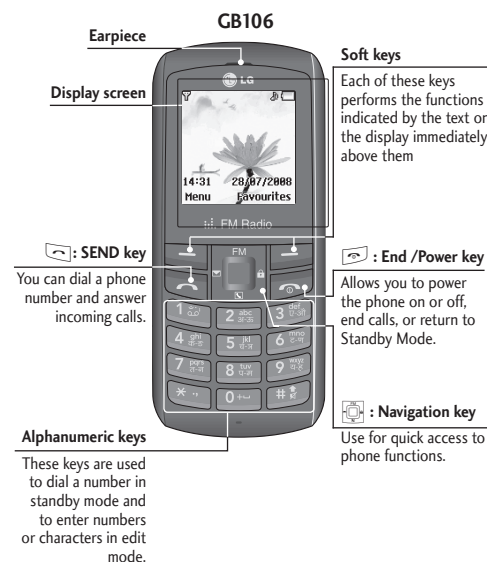 GB106
Earpiece
Display screen
LG
14:31 28/07/2008
Menu Favourites
FM Radio
FM
Soft keys
Each of these keys
performs the functions
indicated by the text on
the display immediately
above them
: SEND key
You can dial a phone
number and answer
incoming calls.
: End /Power key
Allows you to power
the phone on or off,
end calls, or return to
Standby Mode.
1
2 abc
3 def
4 ghi
5 jkl
6 mno
7 pqrs
8 tuv
9 wxyz
*
0 +
#
: Navigation key
Use for quick access to
phone functions.
Alphanumeric keys
These keys are used
to dial a number in
standby mode and
to enter numbers
or characters in edit
mode.